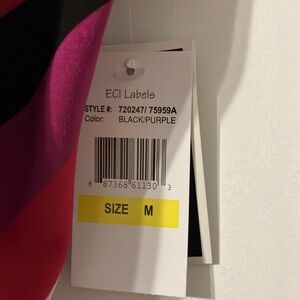 ECI Labels
STYLE #: 720247/ 75959A
Color: BLACK/PURPLE
8 87368 61130 3
SIZE M